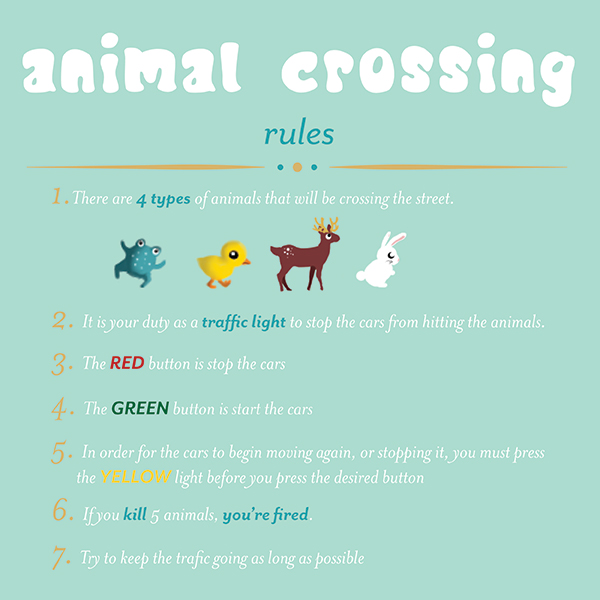 animal crossing
rules
1. There are 4 types of animals that will be crossing the street.
2. It is your duty as a traffic light to stop the cars from hitting the animals.
3. The RED button is stop the cars
4. The GREEN button is start the cars
5. In order for the cars to begin moving again, or stopping it, you must press
the YELLOW light before you press the desired button
6. If you kill 5 animals, you're fired.
7. Try to keep the trafic going as long as possible